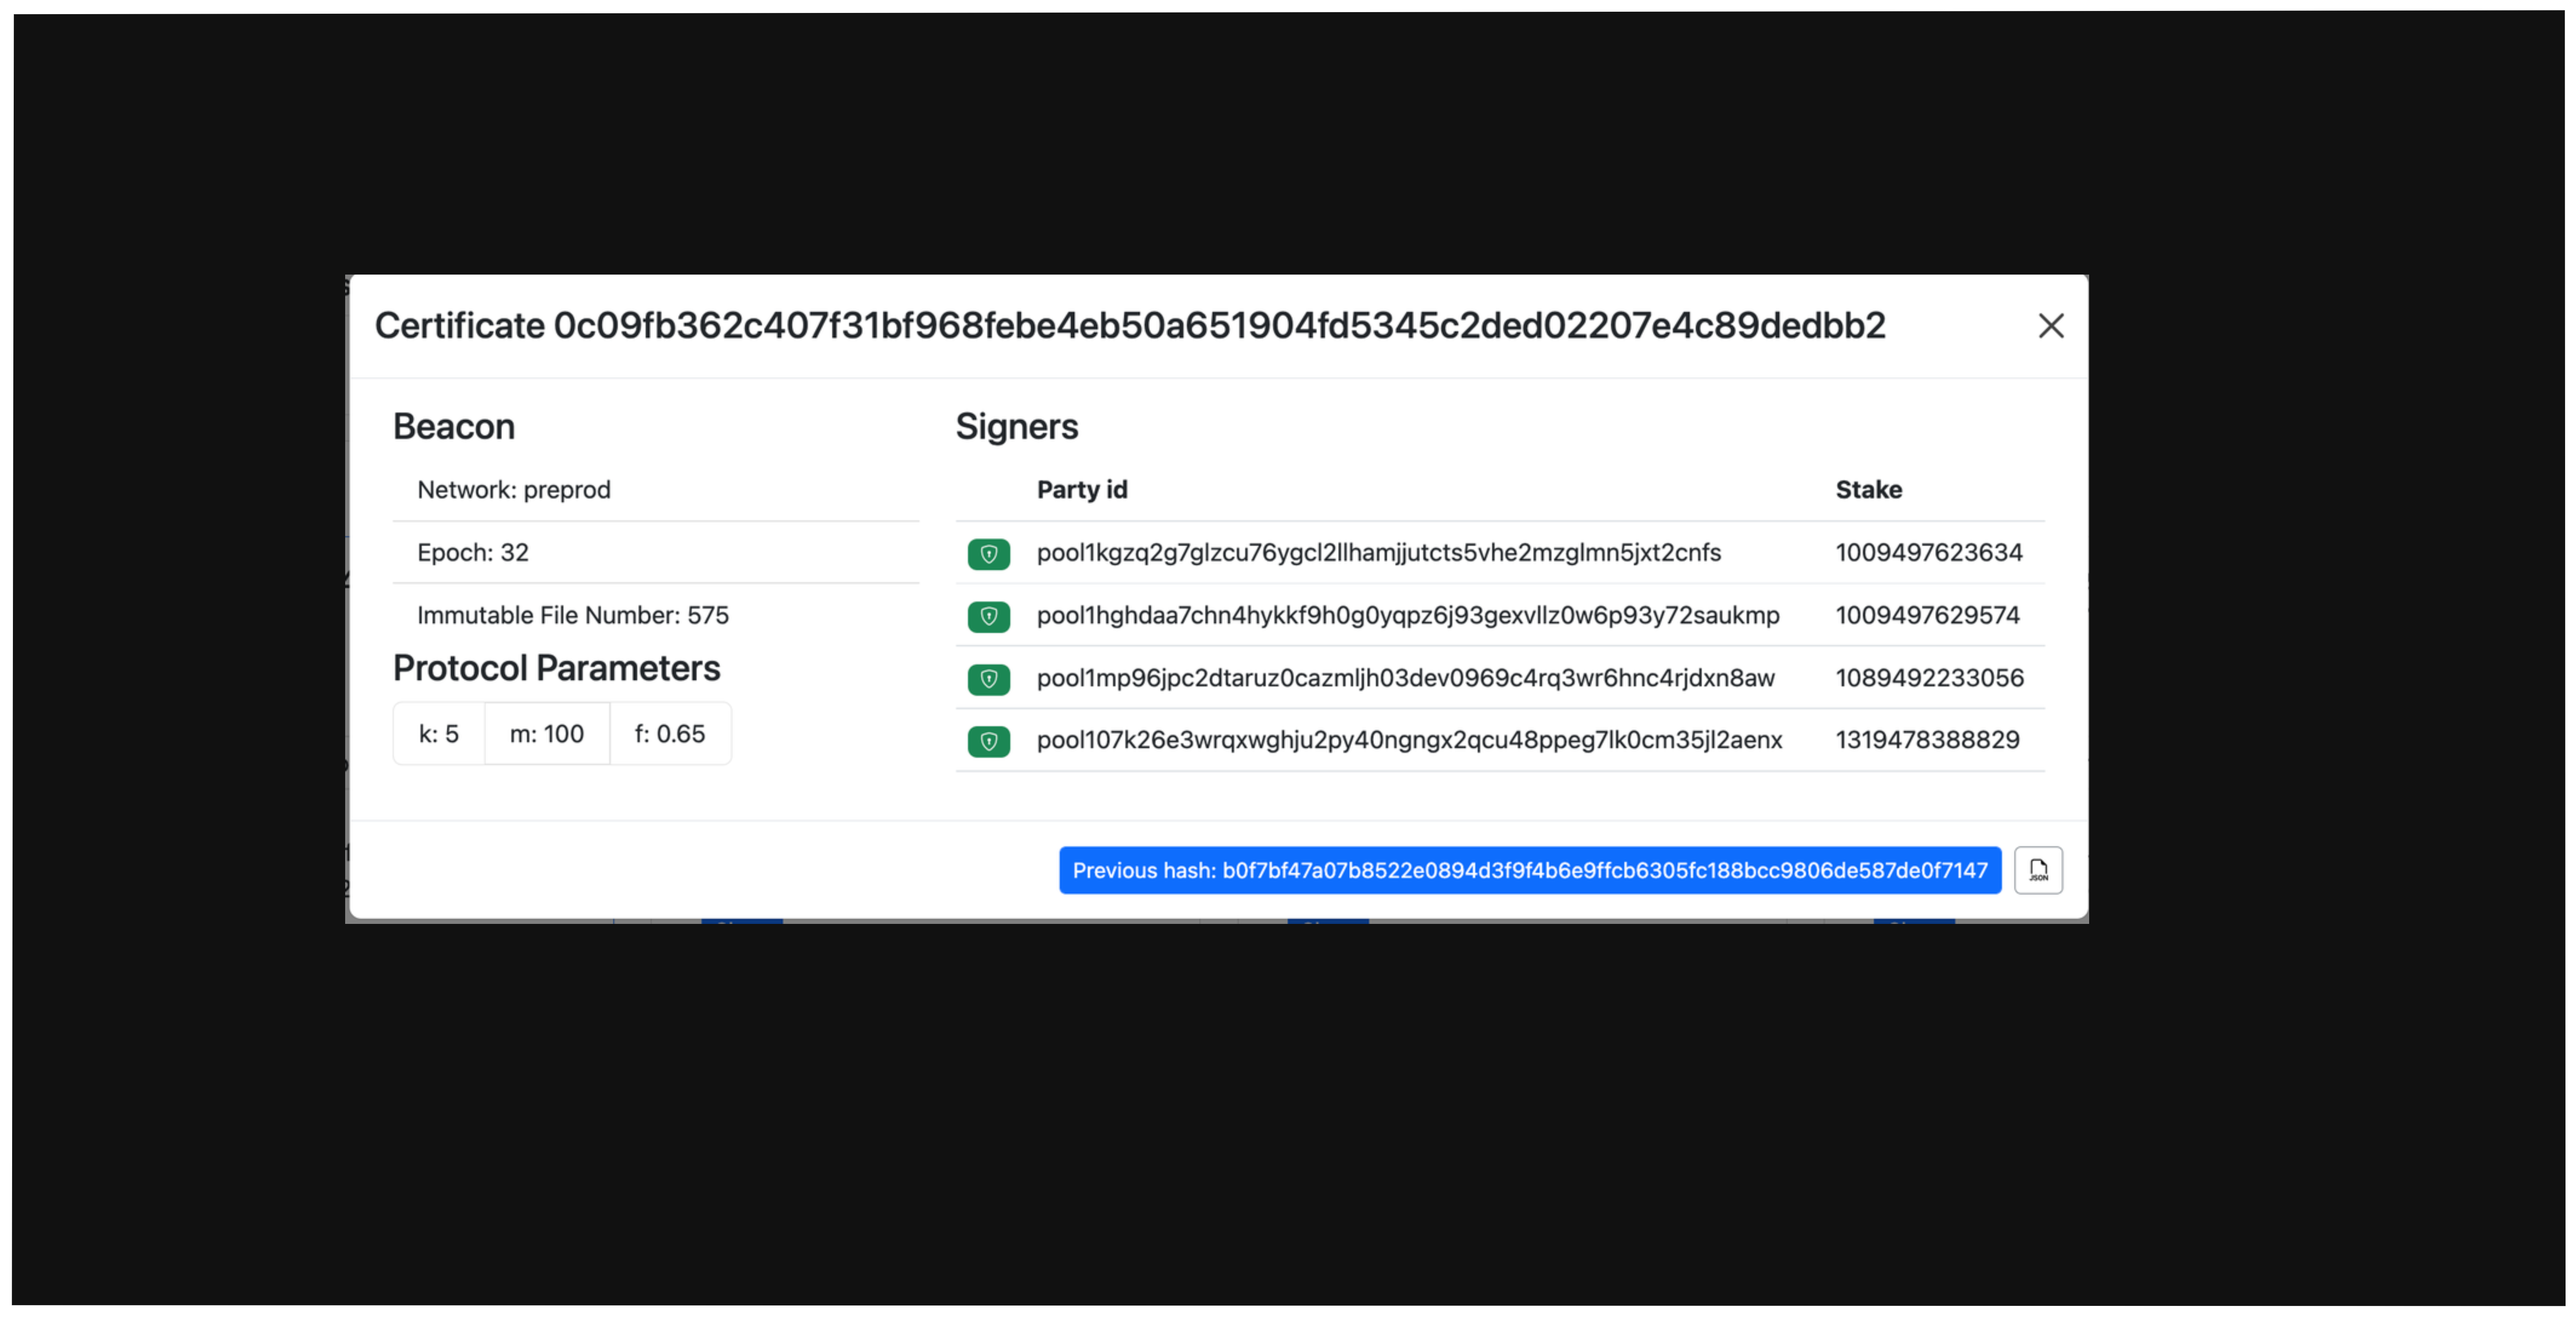 Certificate 0c09fb362c407f31bf968febe4eb50a651904fd5345c2ded02207e4c89dedbb2
Beacon
Network: preprod
Epoch: 32
Immutable File Number: 575
Protocol Parameters
k: 5 m: 100 f: 0.65
Signers
Party id Stake
pool1kgzq2g7glzcu76ygcl2llhamjjutcts5vhe2mzglmn5jxt2cnfs 1009497623634
pool1hghdaa7chn4hykkf9h0g0yqpz6j93gexvllz0w6p93y72saukmp 1009497629574
pool1mp96jpc2dtaruz0cazmljh03dev0969c4rq3wr6hnc4rjdxn8aw 1089492233056
pool107k26e3wrqxwghju2py40ngngx2qcu48ppeg7lk0cm35jl2aenx 1319478388829
Previous hash: b0f7bf47a07b8522e0894d3f9f4b6e9ffcb6305fc188bcc9806de587de0f7147
JSON